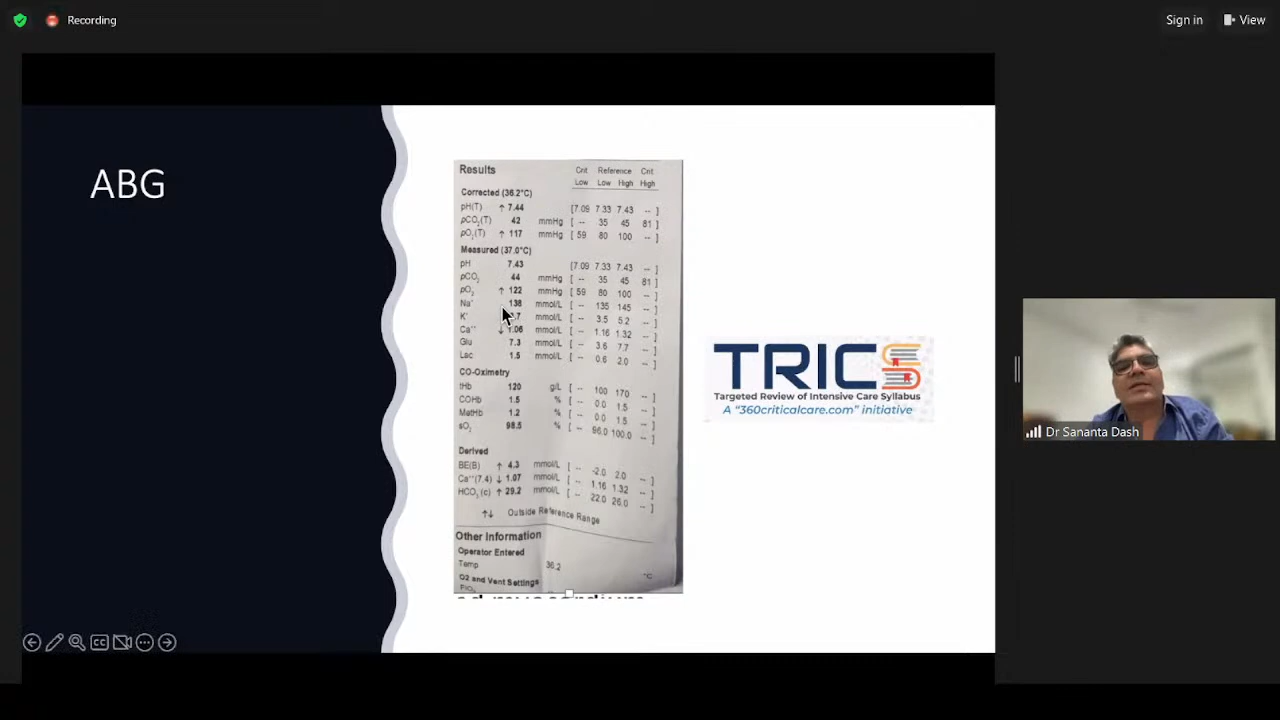 Recording
Sign in
View
ABG
Results
Crit Reference Crit
Low Low High High
Corrected (36.2°C)
pH(T) ↑ 7.44 [7.09 7.33 7.43 -- ]
pCO₂(T) 42 mmHg [ -- 35 45 81 ]
pO₂(T) ↑ 117 mmHg [ 59 80 100 -- ]
Measured (37.0°C)
pH 7.43 [7.09 7.33 7.43 -- ]
pCO₂ 44 mmHg [ -- 35 45 81 ]
pO₂ ↑ 122 mmHg [ 59 80 100 -- ]
Na⁺ 138 mmol/L [ -- 135 145 -- ]
K⁺ mmol/L [ -- 3.5 5.2 -- ]
Ca⁺⁺ ↓ 1.06 mmol/L [ -- 1.16 1.32 -- ]
Glu 7.3 mmol/L [ -- 3.6 7.7 -- ]
Lac 1.5 mmol/L [ -- 0.6 2.0 -- ]
CO-Oximetry
tHb 120 g/L [ -- 100 170 -- ]
COHb 1.5 % [ -- 0.0 1.5 -- ]
MetHb 1.2 % [ -- 0.0 1.5 -- ]
sO₂ 98.5 % [ -- 96.0 100.0 -- ]
Derived
BE(B) ↑ 4.3 mmol/L [ -- -2.0 2.0 -- ]
Ca⁺⁺(7.4) ↓ 1.07 mmol/L [ -- 1.16 1.32 -- ]
HCO₃⁻(c) ↑ 29.2 mmol/L [ -- 22.0 26.0 -- ]
↑↓ Outside Reference Range
Other Information
Operator Entered
Temp 36.2 °C
O2 and Vent Settings
TRICS
Targeted Review of Intensive Care Syllabus
A "360criticalcare.com" initiative
CC
Dr Sananta Dash